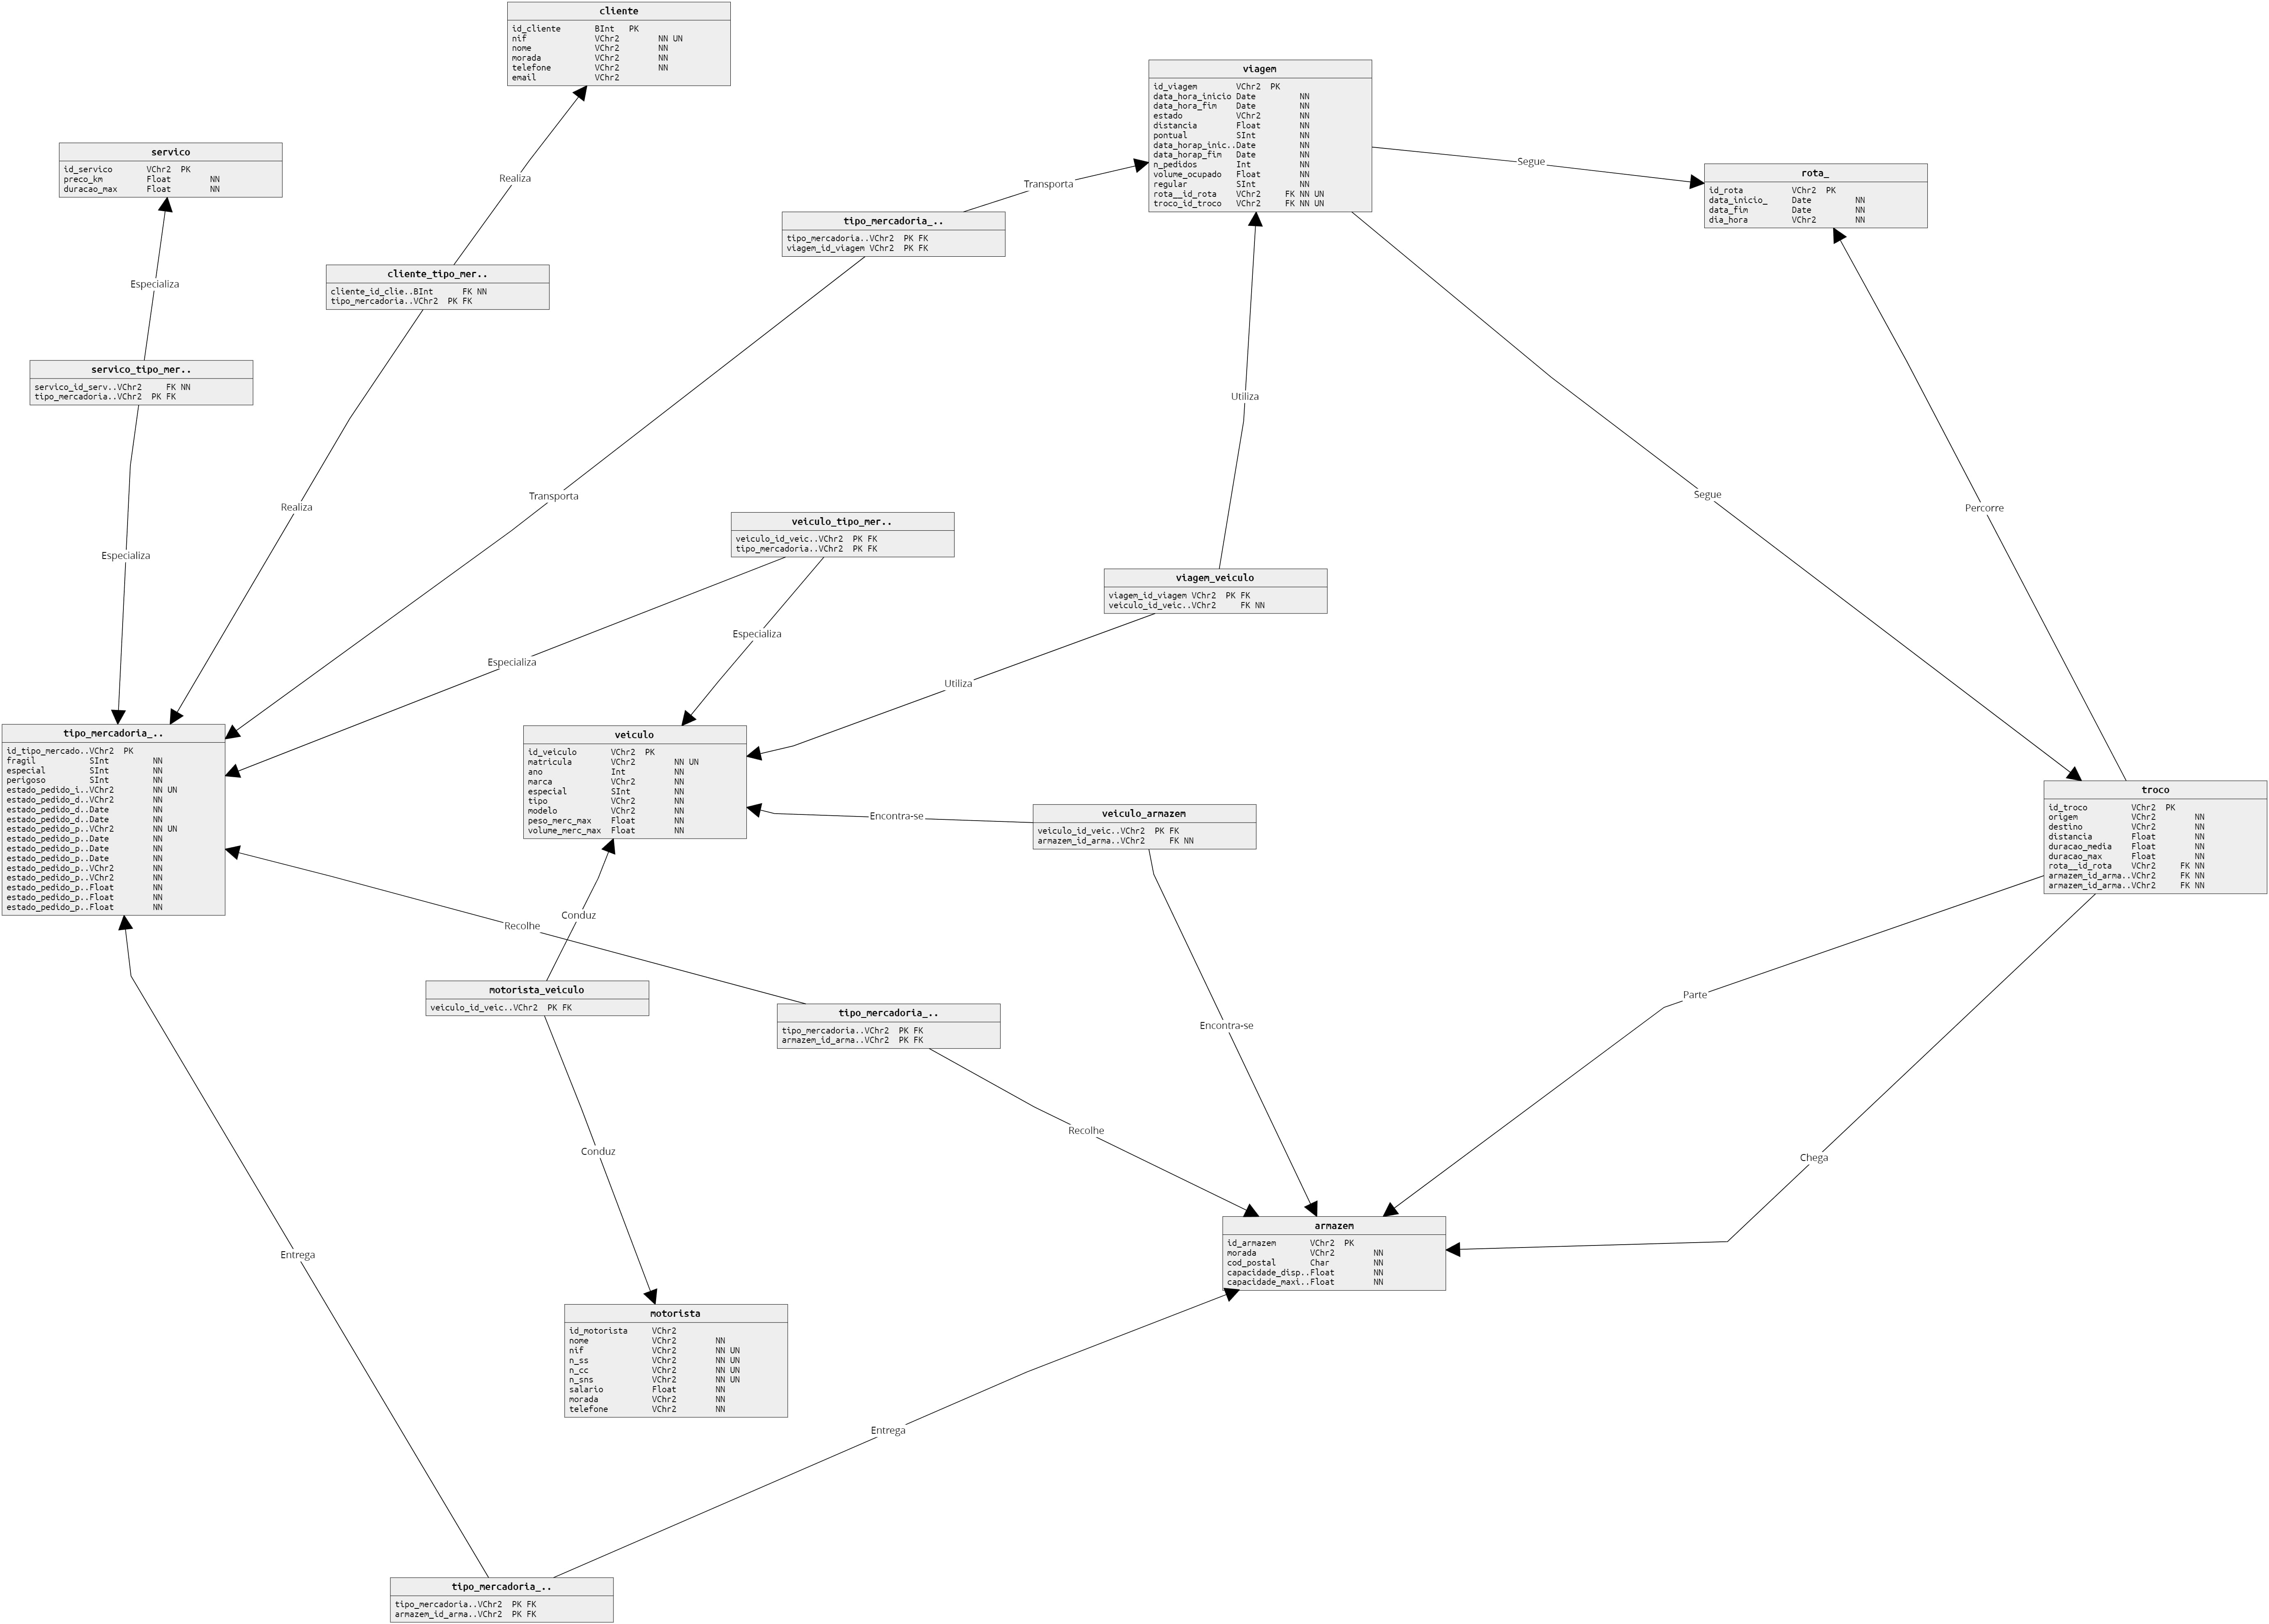 cliente
id_cliente BInt PK
nif VChr2 NN UN
nome VChr2 NN
morada VChr2 NN
telefone VChr2 NN
email VChr2
viagem
id_viagem VChr2 PK
data_hora_inicio Date NN
data_hora_fim Date NN
estado VChr2 NN
distancia Float NN
pontual SInt NN
data_horap_inic..Date NN
data_horap_fim Date NN
n_pedidos Int NN
volume_ocupado Float NN
regular SInt NN
rota__id_rota VChr2 FK NN UN
troco_id_troco VChr2 FK NN UN
servico
id_servico VChr2 PK
preco_km Float NN
duracao_max Float NN
Realiza
Segue
rota_
id_rota VChr2 PK
data_inicio_ Date NN
data_fim Date NN
dia_hora VChr2 NN
Transporta
tipo_mercadoria_..
tipo_mercadoria..VChr2 PK FK
viagem_id_viagem VChr2 PK FK
Especializa
cliente_tipo_mer..
cliente_id_clie..BInt FK NN
tipo_mercadoria..VChr2 PK FK
servico_tipo_mer..
servico_id_serv..VChr2 FK NN
tipo_mercadoria..VChr2 PK FK
Utiliza
Transporta
Segue
Realiza
Percorre
veiculo_tipo_mer..
veiculo_id_veic..VChr2 PK FK
tipo_mercadoria..VChr2 PK FK
Especializa
viagem_veiculo
viagem_id_viagem VChr2 PK FK
veiculo_id_veic..VChr2 FK NN
Especializa
Especializa
Utiliza
tipo_mercadoria_..
id_tipo_mercado..VChr2 PK
fragil SInt NN
especial SInt NN
perigoso SInt NN
estado_pedido_i..VChr2 NN UN
estado_pedido_d..VChr2 NN
estado_pedido_d..Date NN
estado_pedido_d..Date NN
estado_pedido_p..VChr2 NN UN
estado_pedido_p..Date NN
estado_pedido_p..Date NN
estado_pedido_p..Date NN
estado_pedido_p..VChr2 NN
estado_pedido_p..VChr2 NN
estado_pedido_p..Float NN
estado_pedido_p..Float NN
estado_pedido_p..Float NN
veiculo
id_veiculo VChr2 PK
matricula VChr2 NN UN
ano Int NN
marca VChr2 NN
especial SInt NN
tipo VChr2 NN
modelo VChr2 NN
peso_merc_max Float NN
volume_merc_max Float NN
Encontra-se
veiculo_armazem
veiculo_id_veic..VChr2 PK FK
armazem_id_arma..VChr2 FK NN
troco
id_troco VChr2 PK
origem VChr2 NN
destino VChr2 NN
distancia Float NN
duracao_media Float NN
duracao_max Float NN
rota__id_rota VChr2 FK NN
armazem_id_arma..VChr2 FK NN
armazem_id_arma..VChr2 FK NN
Conduz
Recolhe
motorista_veiculo
veiculo_id_veic..VChr2 PK FK
Parte
tipo_mercadoria_..
tipo_mercadoria..VChr2 PK FK
armazem_id_arma..VChr2 PK FK
Encontra-se
Recolhe
Conduz
Chega
Entrega
armazem
id_armazem VChr2 PK
morada VChr2 NN
cod_postal Char NN
capacidade_disp..Float NN
capacidade_maxi..Float NN
motorista
id_motorista VChr2
nome VChr2 NN
nif VChr2 NN UN
n_ss VChr2 NN UN
n_cc VChr2 NN UN
n_sns VChr2 NN UN
salario Float NN
morada VChr2 NN
telefone VChr2 NN
Entrega
tipo_mercadoria_..
tipo_mercadoria..VChr2 PK FK
armazem_id_arma..VChr2 PK FK